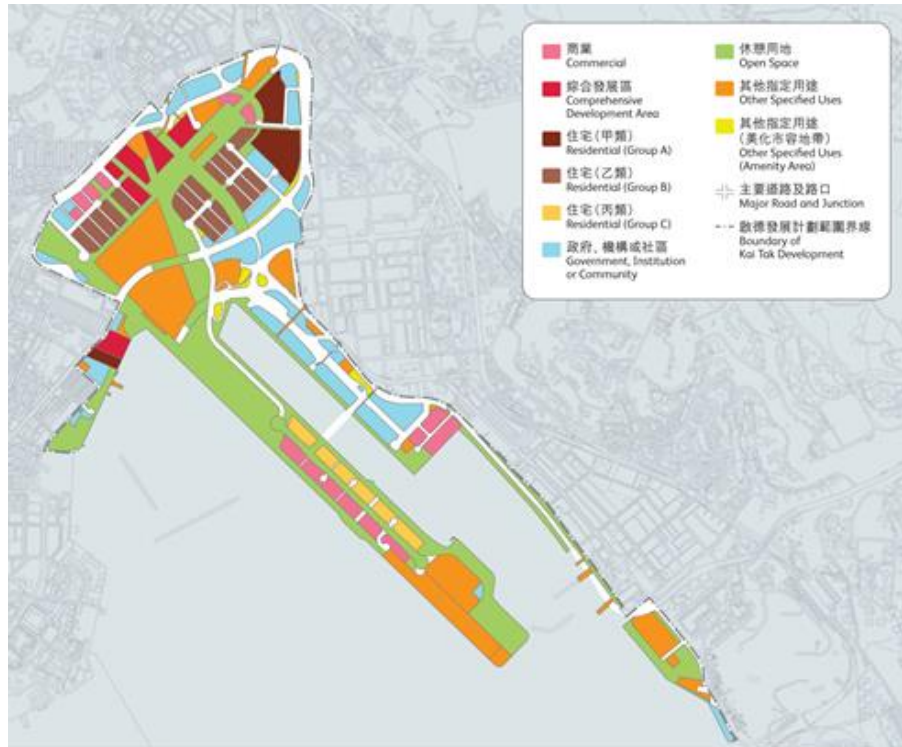 商業
Commercial
綜合發展區
Comprehensive
Development Area
住宅(甲類)
Residential (Group A)
住宅(乙類)
Residential (Group B)
住宅(丙類)
Residential (Group C)
政府、機構或社區
Government, Institution
or Community
休憩用地
Open Space
其他指定用途
Other Specified Uses
其他指定用途
(美化市容地帶)
Other Specified Uses
(Amenity Area)
主要道路及路口
Major Road and Junction
啟德發展計劃範圍界線
Boundary of
Kai Tak Development